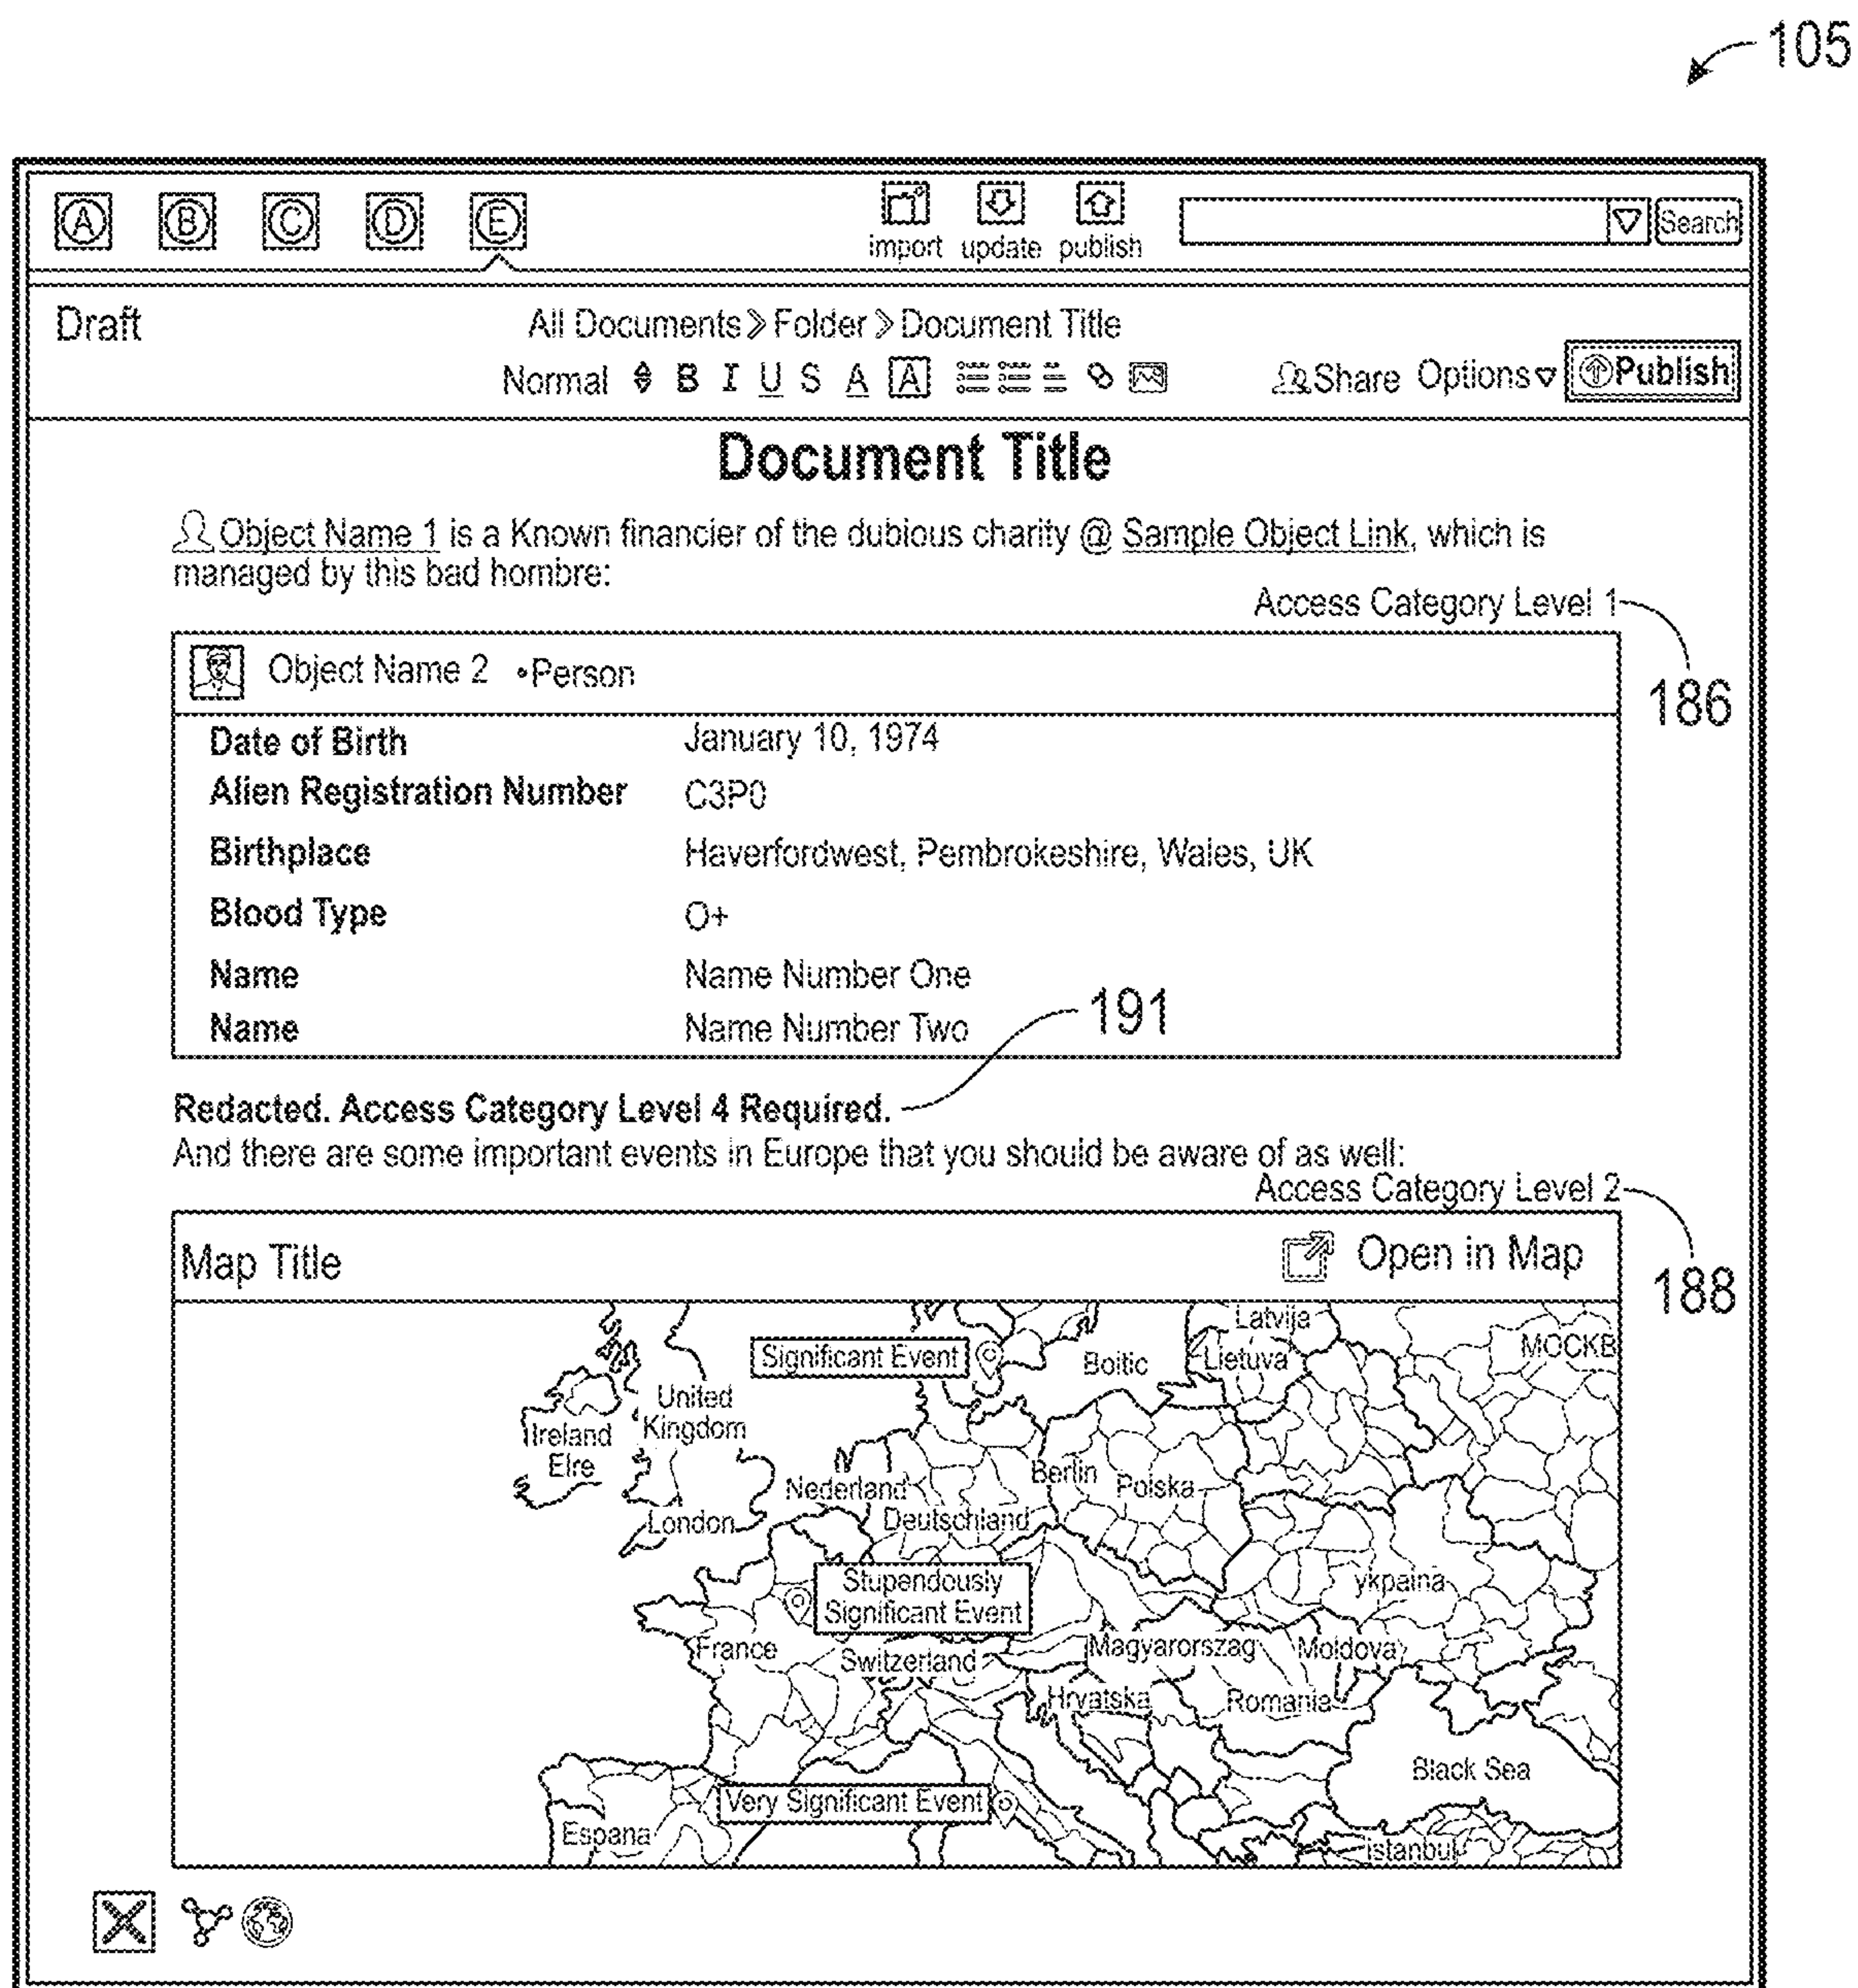 105
A B C D E
import update publish Search
Draft
All Documents > Folder > Document Title
Normal B I U S A A
Share Options Publish
Document Title
Object Name 1 is a Known financier of the dubious charity @ Sample Object Link, which is
managed by this bad hombre:
Access Category Level 1
186
Object Name 2 •Person
Date of Birth January 10, 1974
Alien Registration Number C3P0
Birthplace Haverfordwest, Pembrokeshire, Wales, UK
Blood Type O+
Name Name Number One
Name Name Number Two
191
Redacted. Access Category Level 4 Required.
And there are some important events in Europe that you should be aware of as well:
Access Category Level 2
188
Map Title Open in Map
Latvija
Significant Event Boitic Lietuva МОСКВ
United
Kingdom
Ireland
Elre
Nederland Berlin Polska
London Deutschland
Stupendously
Significant Event
україна
France Switzerland Magyarorszag Moldova
Hrvatska Romania
Black Sea
Very Significant Event
Espana istanbul